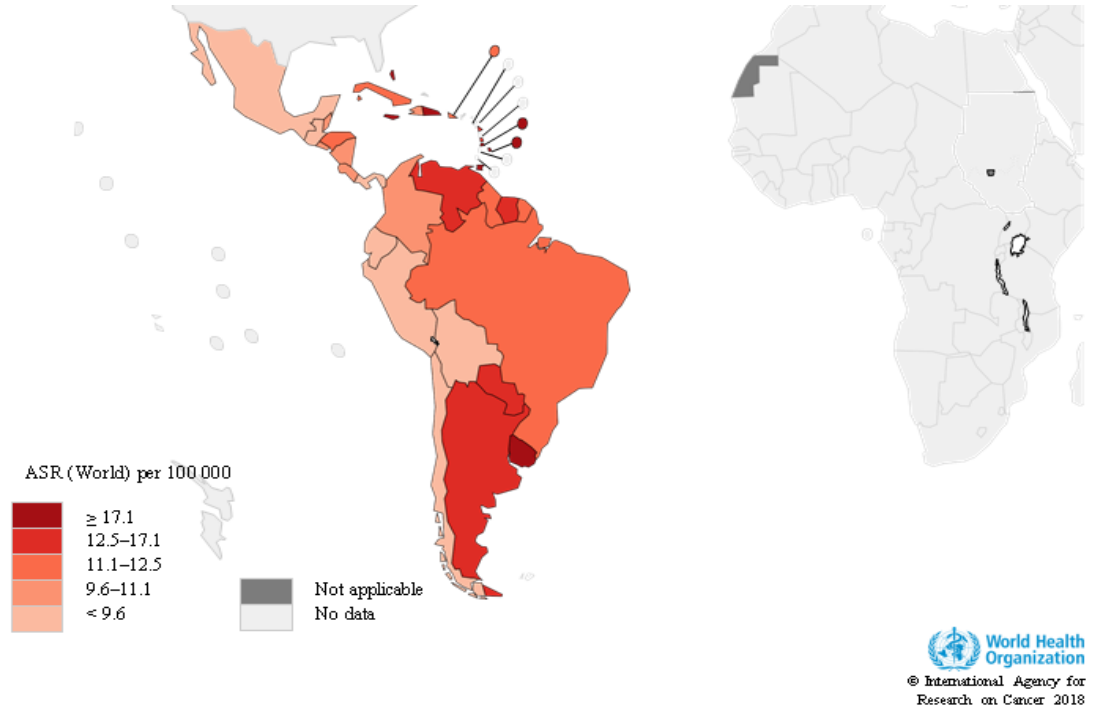 ASR (World) per 100 000
≥ 17.1
12.5–17.1
11.1–12.5
9.6–11.1
< 9.6
Not applicable
No data
World Health
Organization
© International Agency for
Research on Cancer 2018